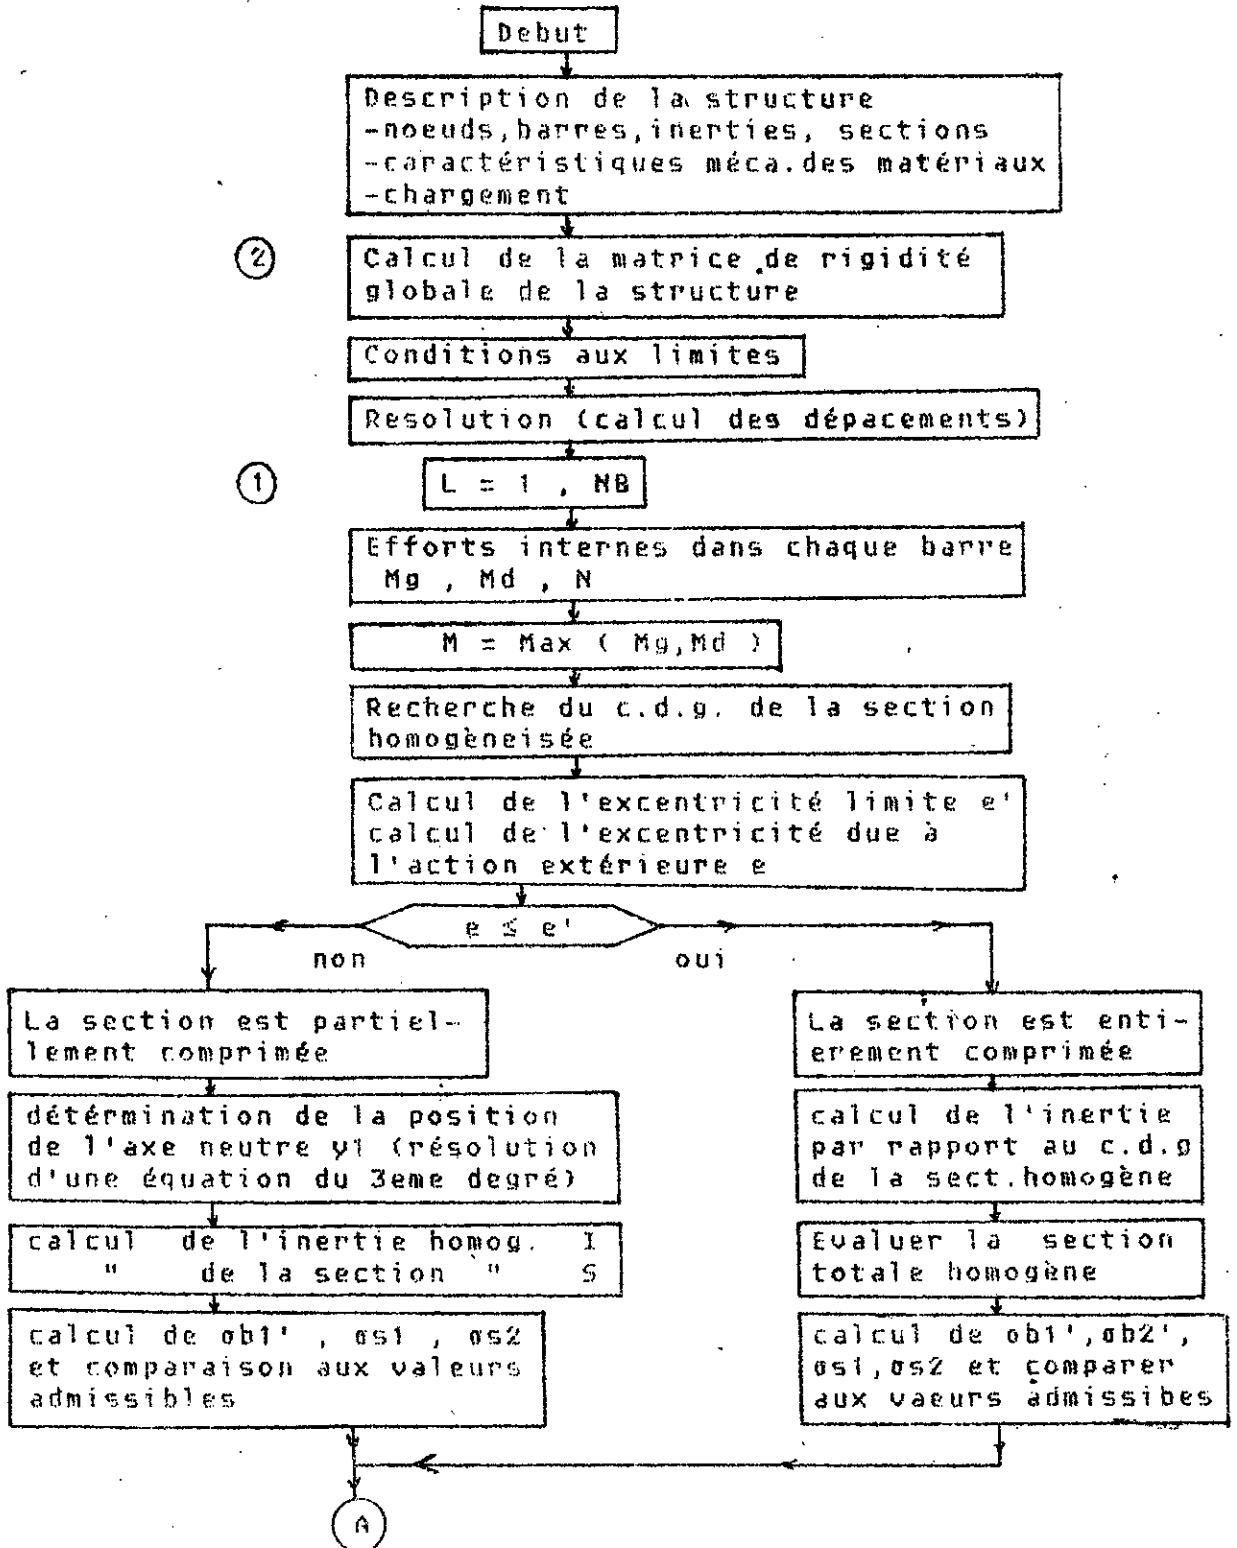 Debut
Description de la structure
-noeuds,barres,inerties, sections
-caractéristiques méca.des matériaux
-chargement
2
Calcul de la matrice de rigidité
globale de la structure
Conditions aux limites
Resolution (calcul des dépacements)
1
L = 1 , NB
Efforts internes dans chaque barre
Mg , Md , N
M = Max ( Mg,Md )
Recherche du c.d.g. de la section
homogèneisée
Calcul de l'excentricité limite e'
calcul de l'excentricité due à
l'action extérieure e
e ≤ e'
non
oui
La section est partiel-
lement comprimée
détérmination de la position
de l'axe neutre y1 (résolution
d'une équation du 3eme degré)
calcul de l'inertie homog. I
" de la section " S
calcul de σb1' , σs1 , σs2
et comparaison aux valeurs
admissibles
La section est enti-
erement comprimée
calcul de l'inertie
par rapport au c.d.g
de la sect.homogène
Evaluer la section
totale homogène
calcul de σb1',σb2',
σs1,σs2 et comparer
aux vaeurs admissibes
A